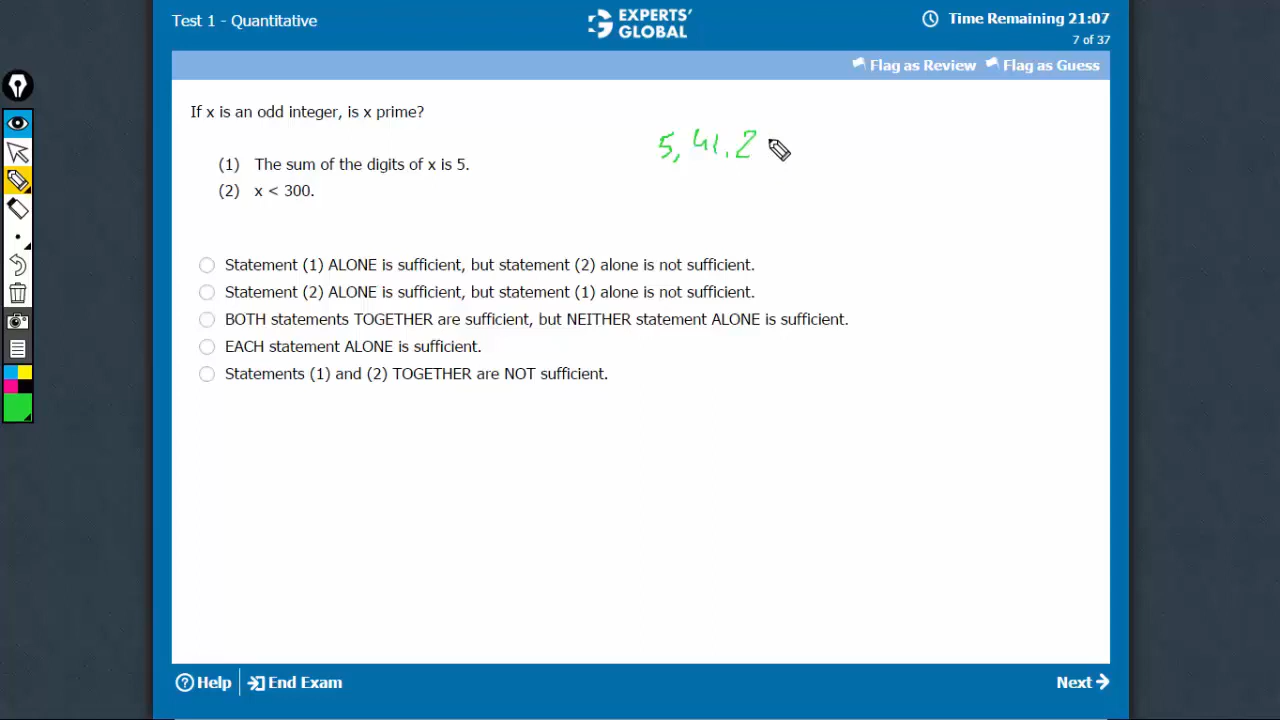 Test 1 - Quantitative
EXPERTS' GLOBAL
Time Remaining 21:07
7 of 37
Flag as Review
Flag as Guess
If x is an odd integer, is x prime?
5, 41. 2
(1) The sum of the digits of x is 5.
(2) x < 300.
Statement (1) ALONE is sufficient, but statement (2) alone is not sufficient.
Statement (2) ALONE is sufficient, but statement (1) alone is not sufficient.
BOTH statements TOGETHER are sufficient, but NEITHER statement ALONE is sufficient.
EACH statement ALONE is sufficient.
Statements (1) and (2) TOGETHER are NOT sufficient.
Help
End Exam
Next